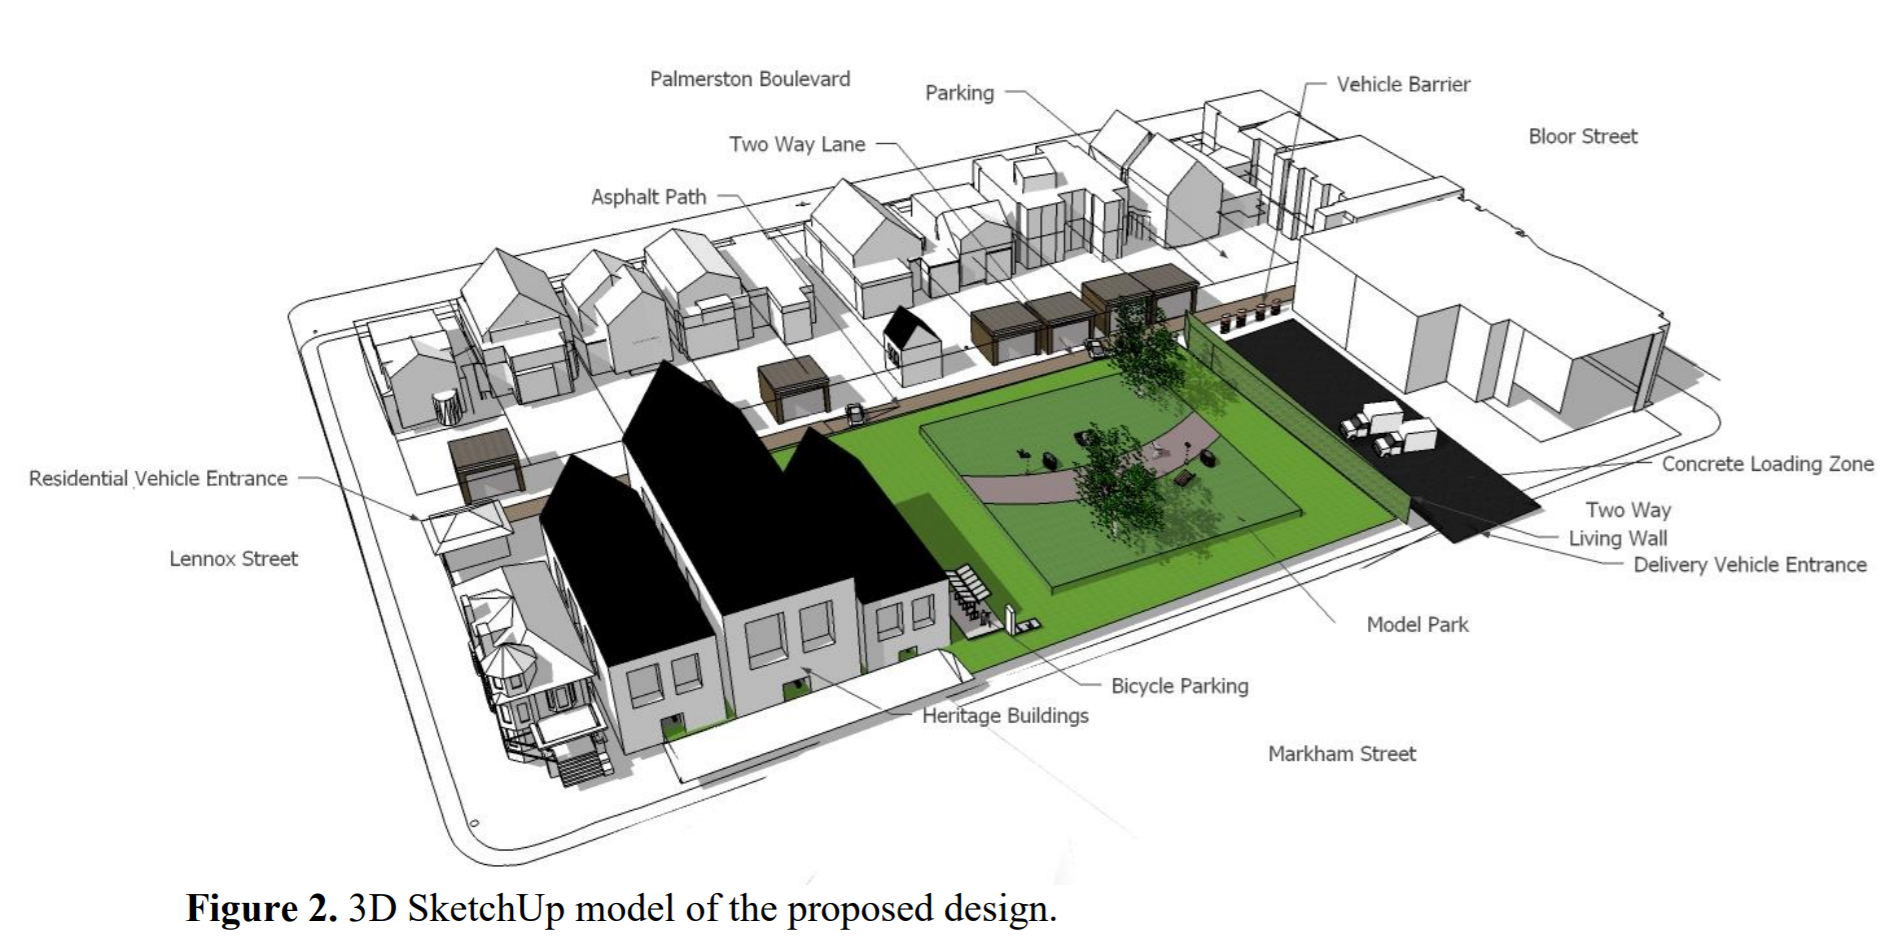 Palmerston Boulevard
Parking
Vehicle Barrier
Bloor Street
Two Way Lane
Asphalt Path
Residential Vehicle Entrance
Concrete Loading Zone
Two Way
Living Wall
Lennox Street
Delivery Vehicle Entrance
Model Park
Bicycle Parking
Heritage Buildings
Markham Street
Figure 2. 3D SketchUp model of the proposed design.